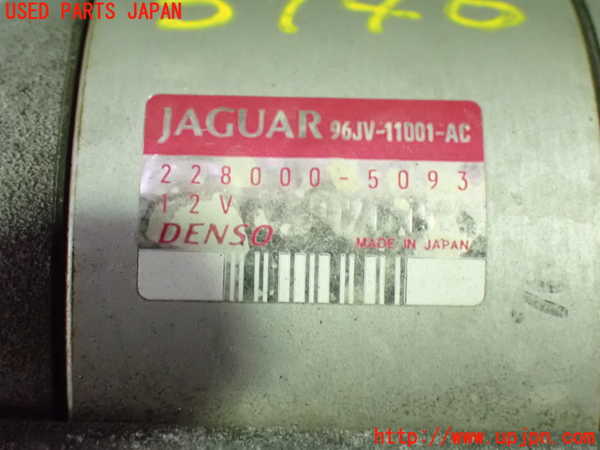 USED PARTS JAPAN
JAGUAR 96JV-11001-AC
228000-5093
12V
DENSO MADE IN JAPAN
http://www.upjpn.com/